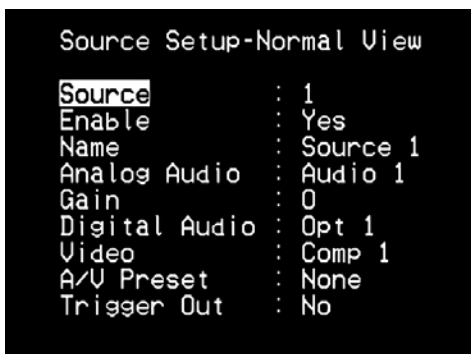 Source Setup-Normal View
Source : 1
Enable : Yes
Name : Source 1
Analog Audio : Audio 1
Gain : 0
Digital Audio : Opt 1
Video : Comp 1
A/V Preset : None
Trigger Out : No